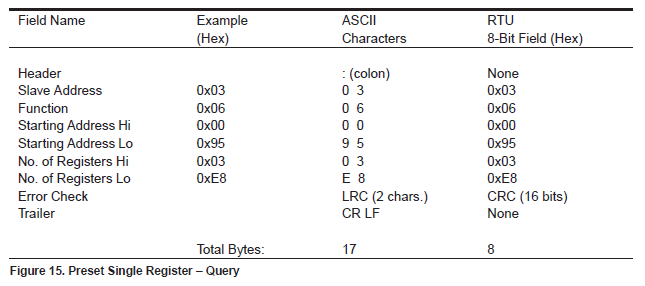 Field Name Example ASCII RTU
(Hex) Characters 8-Bit Field (Hex)
Header : (colon) None
Slave Address 0x03 0 3 0x03
Function 0x06 0 6 0x06
Starting Address Hi 0x00 0 0 0x00
Starting Address Lo 0x95 9 5 0x95
No. of Registers Hi 0x03 0 3 0x03
No. of Registers Lo 0xE8 E 8 0xE8
Error Check LRC (2 chars.) CRC (16 bits)
Trailer CR LF None
Total Bytes: 17 8
Figure 15. Preset Single Register – Query